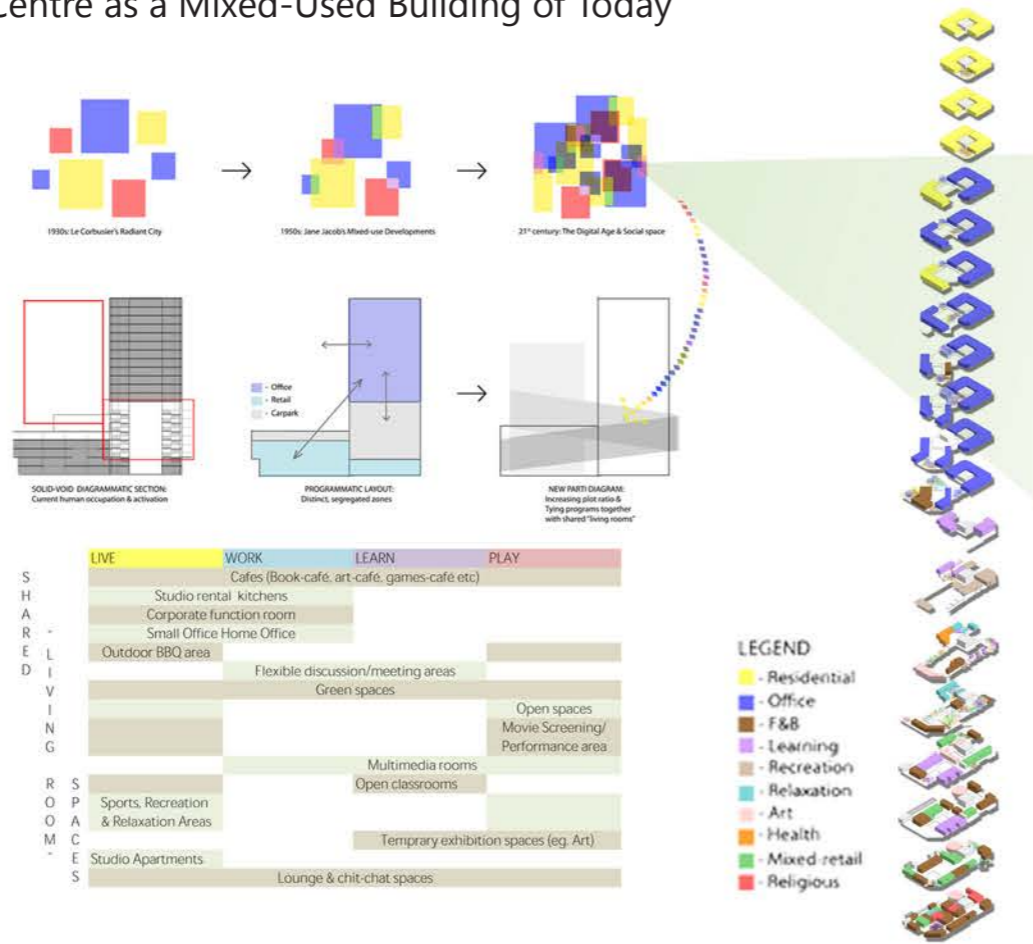 Centre as a Mixed-Used Building of Today
1930s: Le Corbusier's Radiant City
1950s: Jane Jacob's Mixed-use Developments
21st century: The Digital Age & Social space
- Office
- Retail
- Carpark
SOLID-VOID DIAGRAMMATIC SECTION:
Current human occupation & activation
PROGRAMMATIC LAYOUT:
Distinct, segregated zones
NEW PARTI DIAGRAM:
Increasing plot ratio &
Tying programs together
with shared "living rooms"
SHARED
"LIVING
ROOM"
SPACES
LIVE WORK LEARN PLAY
Cafes (Book-café, art-café, games-café etc)
Studio rental kitchens
Corporate function room
Small Office Home Office
Outdoor BBQ area
Flexible discussion/meeting areas
Green spaces
Open spaces
Movie Screening/
Performance area
Multimedia rooms
Open classrooms
Sports, Recreation
& Relaxation Areas
Temprary exhibition spaces (eg. Art)
Studio Apartments
Lounge & chit-chat spaces
LEGEND
- Residential
- Office
- F&B
- Learning
- Recreation
- Relaxation
- Art
- Health
- Mixed-retail
- Religious